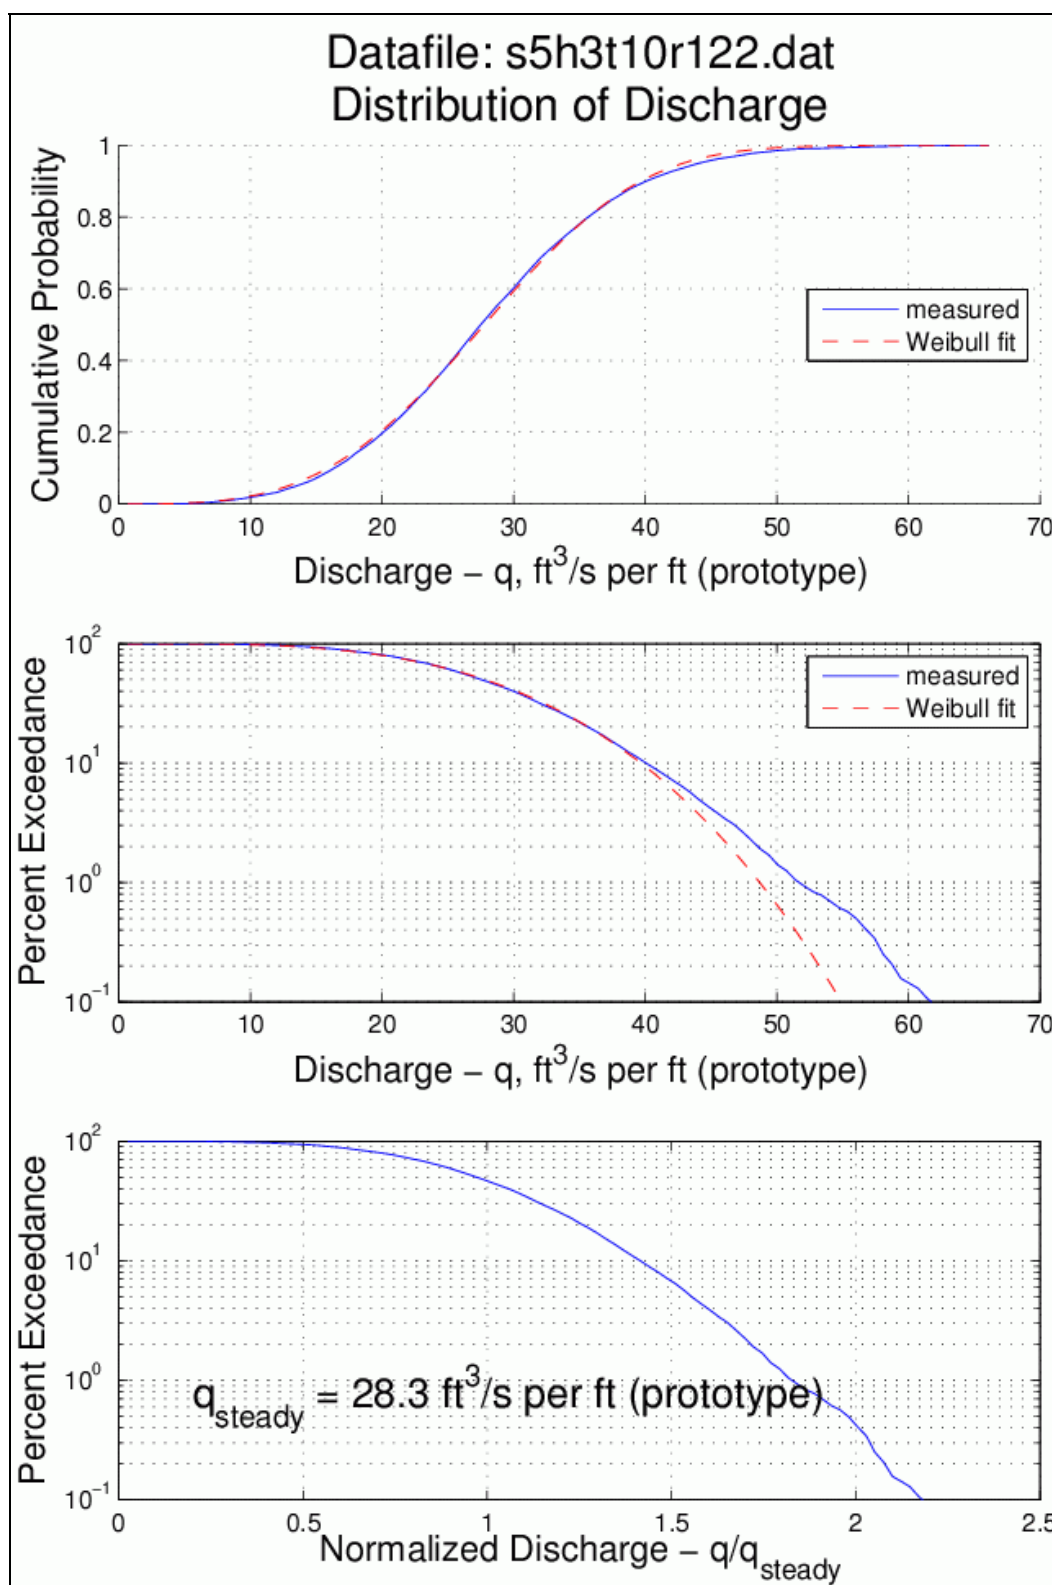 Datafile: s5h3t10r122.dat
Distribution of Discharge
Cumulative Probability
1
0.8
0.6
0.4
0.2
0
measured
Weibull fit
0 10 20 30 40 50 60 70
Discharge – q, ft³/s per ft (prototype)
Percent Exceedance
10²
10¹
10⁰
10⁻¹
measured
Weibull fit
0 10 20 30 40 50 60 70
Discharge – q, ft³/s per ft (prototype)
Percent Exceedance
10²
10¹
10⁰
10⁻¹
q_steady = 28.3 ft³/s per ft (prototype)
0 0.5 1 1.5 2 2.5
Normalized Discharge – q/q_steady